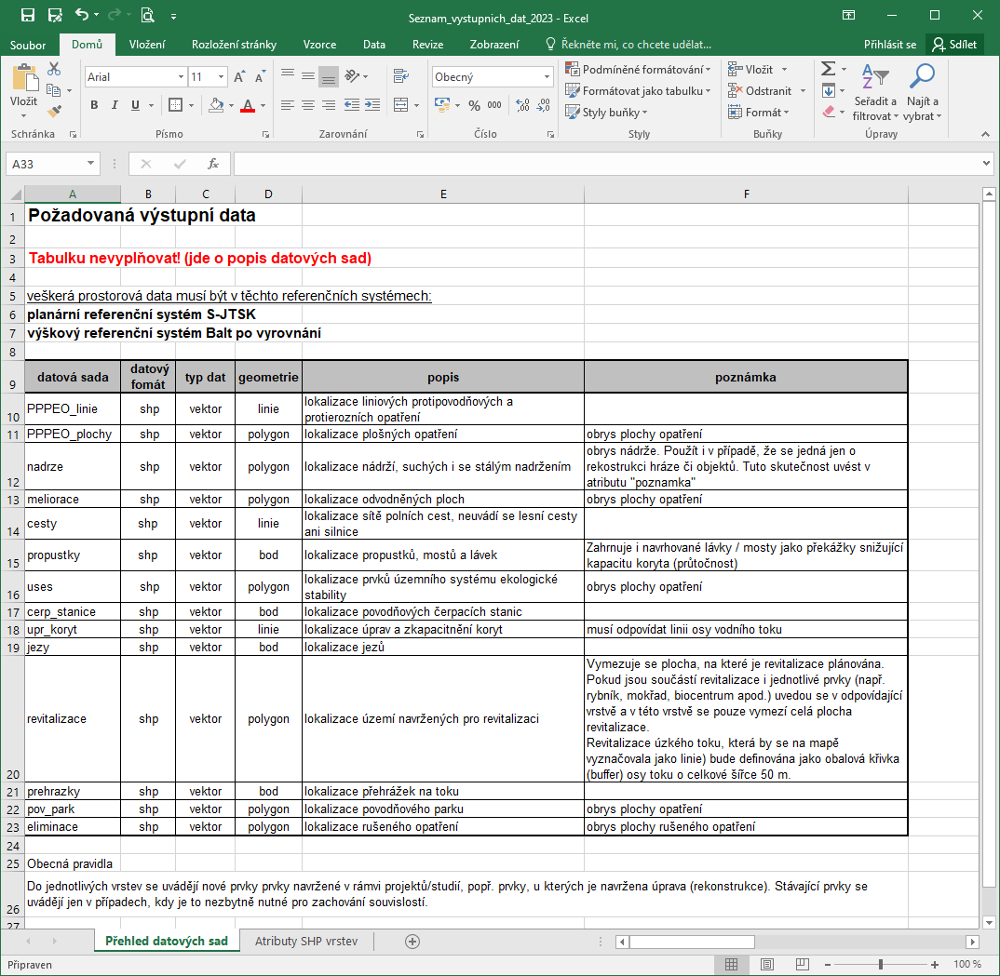 Seznam_vystupnich_dat_2023 - Excel
Soubor Domů Vložení Rozložení stránky Vzorce Data Revize Zobrazení Řekněte mi, co chcete udělat... Přihlásit se Sdílet
Vložit
Schránka
Arial 11
B I U A
Písmo
Zarovnání
Obecný
% 000
Číslo
Podmíněné formátování
Formátovat jako tabulku
Styly buňky
Styly
Vložit
Odstranit
Formát
Buňky
Seřadit a filtrovat
Najít a vybrat
Úpravy
A33 fx
A B C D E F
1 Požadovaná výstupní data
2
3 Tabulku nevyplňovat! (jde o popis datových sad)
4
5 veškerá prostorová data musí být v těchto referenčních systémech:
6 planární referenční systém S-JTSK
7 výškový referenční systém Balt po vyrovnání
8
9 datová sada datový fomát typ dat geometrie popis poznámka
10 PPPEO_linie shp vektor linie lokalizace liniových protipovodňových a
protierozních opatření
11 PPPEO_plochy shp vektor polygon lokalizace plošných opatření obrys plochy opatření
12 nadrze shp vektor polygon lokalizace nádrží, suchých i se stálým nadržením obrys nádrže. Použít i v případě, že se jedná jen o
rekostrukci hráze či objektů. Tuto skutečnost uvést v
atributu "poznamka"
13 meliorace shp vektor polygon lokalizace odvodněných ploch obrys plochy opatření
14 cesty shp vektor linie lokalizace sítě polních cest, neuvádí se lesní cesty
ani silnice
15 propustky shp vektor bod lokalizace propustků, mostů a lávek Zahrnuje i navrhované lávky / mosty jako překážky snižující
kapacitu koryta (průtočnost)
16 uses shp vektor polygon lokalizace prvků územního systému ekologické
stability obrys plochy opatření
17 cerp_stanice shp vektor bod lokalizace povodňových čerpacích stanic
18 upr_koryt shp vektor linie lokalizace úprav a zkapacitnění koryt musí odpovídat linii osy vodního toku
19 jezy shp vektor bod lokalizace jezů
20 revitalizace shp vektor polygon lokalizace území navržených pro revitalizaci Vymezuje se plocha, na které je revitalizace plánována.
Pokud jsou součástí revitalizace i jednotlivé prvky (např.
rybník, mokřad, biocentrum apod.) uvedou se v odpovídající
vrstvě a v této vrstvě se pouze vymezí celá plocha
revitalizace.
Revitalizace úzkého toku, která by se na mapě
vyznačovala jako linie) bude definována jako obalová křivka
(buffer) osy toku o celkové šířce 50 m.
21 prehrazky shp vektor bod lokalizace přehrážek na toku
22 pov_park shp vektor polygon lokalizace povodňového parku obrys plochy opatření
23 eliminace shp vektor polygon lokalizace rušeného opatření obrys plochy rušeného opatření
24
25 Obecná pravidla
26 Do jednotlivých vrstev se uvádějí nové prvky prvky navržené v rámvi projektů/studií, popř. prvky, u kterých je navržena úprava (rekonstrukce). Stávající prvky se
uvádějí jen v případech, kdy je to nezbytně nutné pro zachování souvislostí.
27
Přehled datových sad Atributy SHP vrstev
Připraven 100 %